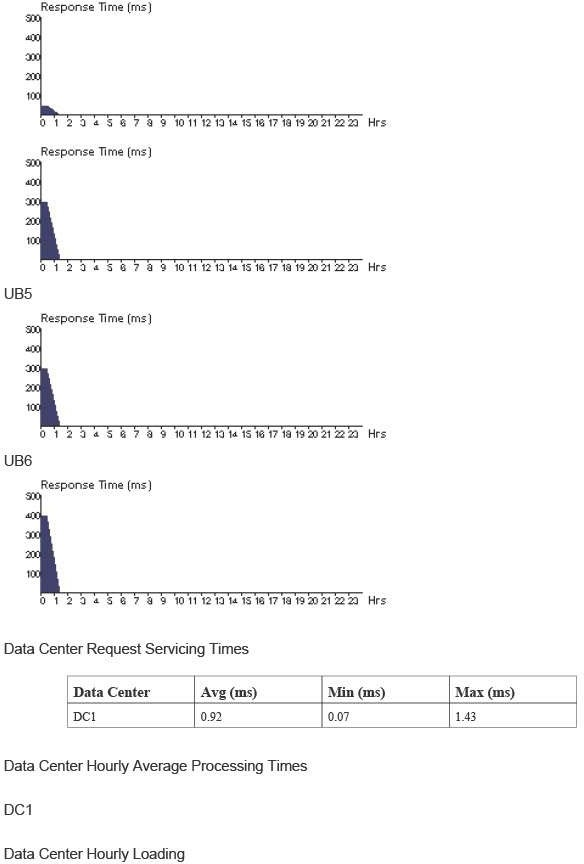 Response Time (ms)
500
400
300
200
100
0 1 2 3 4 5 6 7 8 9 10 11 12 13 14 15 16 17 18 19 20 21 22 23 Hrs
Response Time (ms)
500
400
300
200
100
0 1 2 3 4 5 6 7 8 9 10 11 12 13 14 15 16 17 18 19 20 21 22 23 Hrs
UB5
Response Time (ms)
500
400
300
200
100
0 1 2 3 4 5 6 7 8 9 10 11 12 13 14 15 16 17 18 19 20 21 22 23 Hrs
UB6
Response Time (ms)
500
400
300
200
100
0 1 2 3 4 5 6 7 8 9 10 11 12 13 14 15 16 17 18 19 20 21 22 23 Hrs
Data Center Request Servicing Times
Data Center Avg (ms) Min (ms) Max (ms)
DC1 0.92 0.07 1.43
Data Center Hourly Average Processing Times
DC1
Data Center Hourly Loading